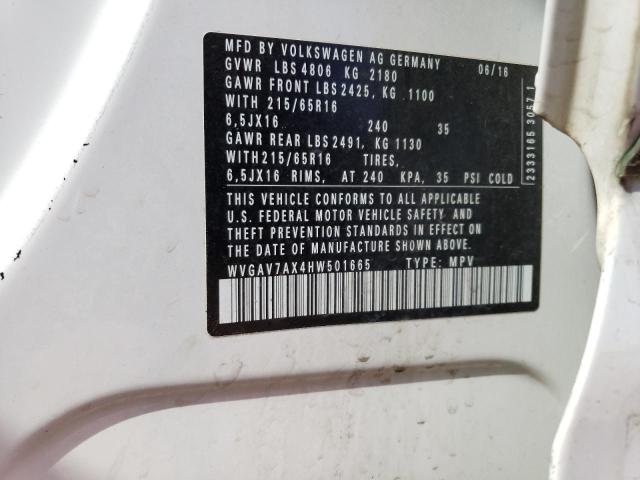 MFD BY VOLKSWAGEN AG GERMANY
GVWR LBS 4806 KG 2180 06/16
GAWR FRONT LBS 2425, KG 1100
WITH 215/65R16
6,5JX16 240 35
GAWR REAR LBS 2491, KG 1130
WITH 215/65R16 TIRES,
6,5JX16 RIMS, AT 240 KPA, 35 PSI COLD
THIS VEHICLE CONFORMS TO ALL APPLICABLE
U.S. FEDERAL MOTOR VEHICLE SAFETY AND
THEFT PREVENTION STANDARDS IN EFFECT ON
THE DATE OF MANUFACTURE SHOWN ABOVE.
WVGAV7AX4HW501665 TYPE: MPV
2333165 3057 1